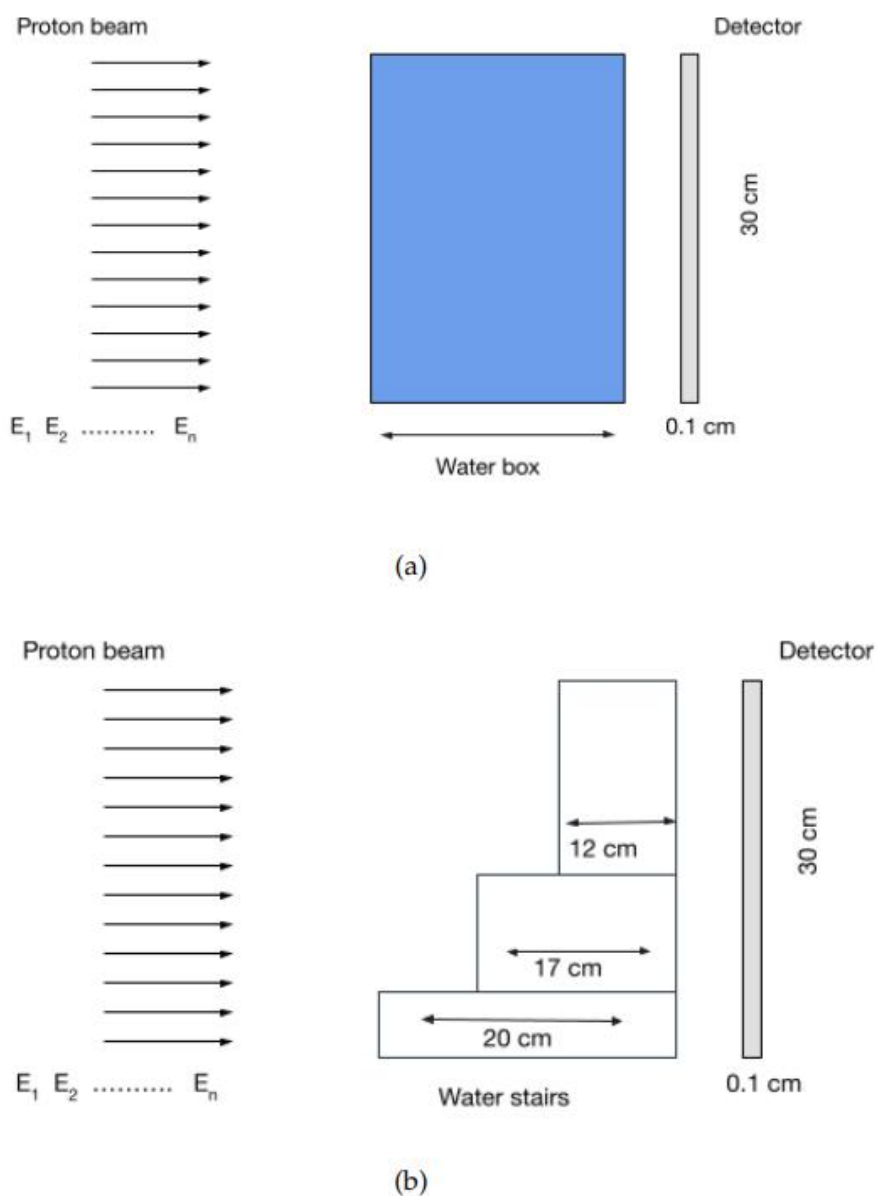 Proton beam
Detector
30 cm
E₁ E₂ .......... Eₙ
0.1 cm
Water box
(a)
Proton beam
Detector
12 cm
30 cm
17 cm
20 cm
E₁ E₂ .......... Eₙ
0.1 cm
Water stairs
(b)